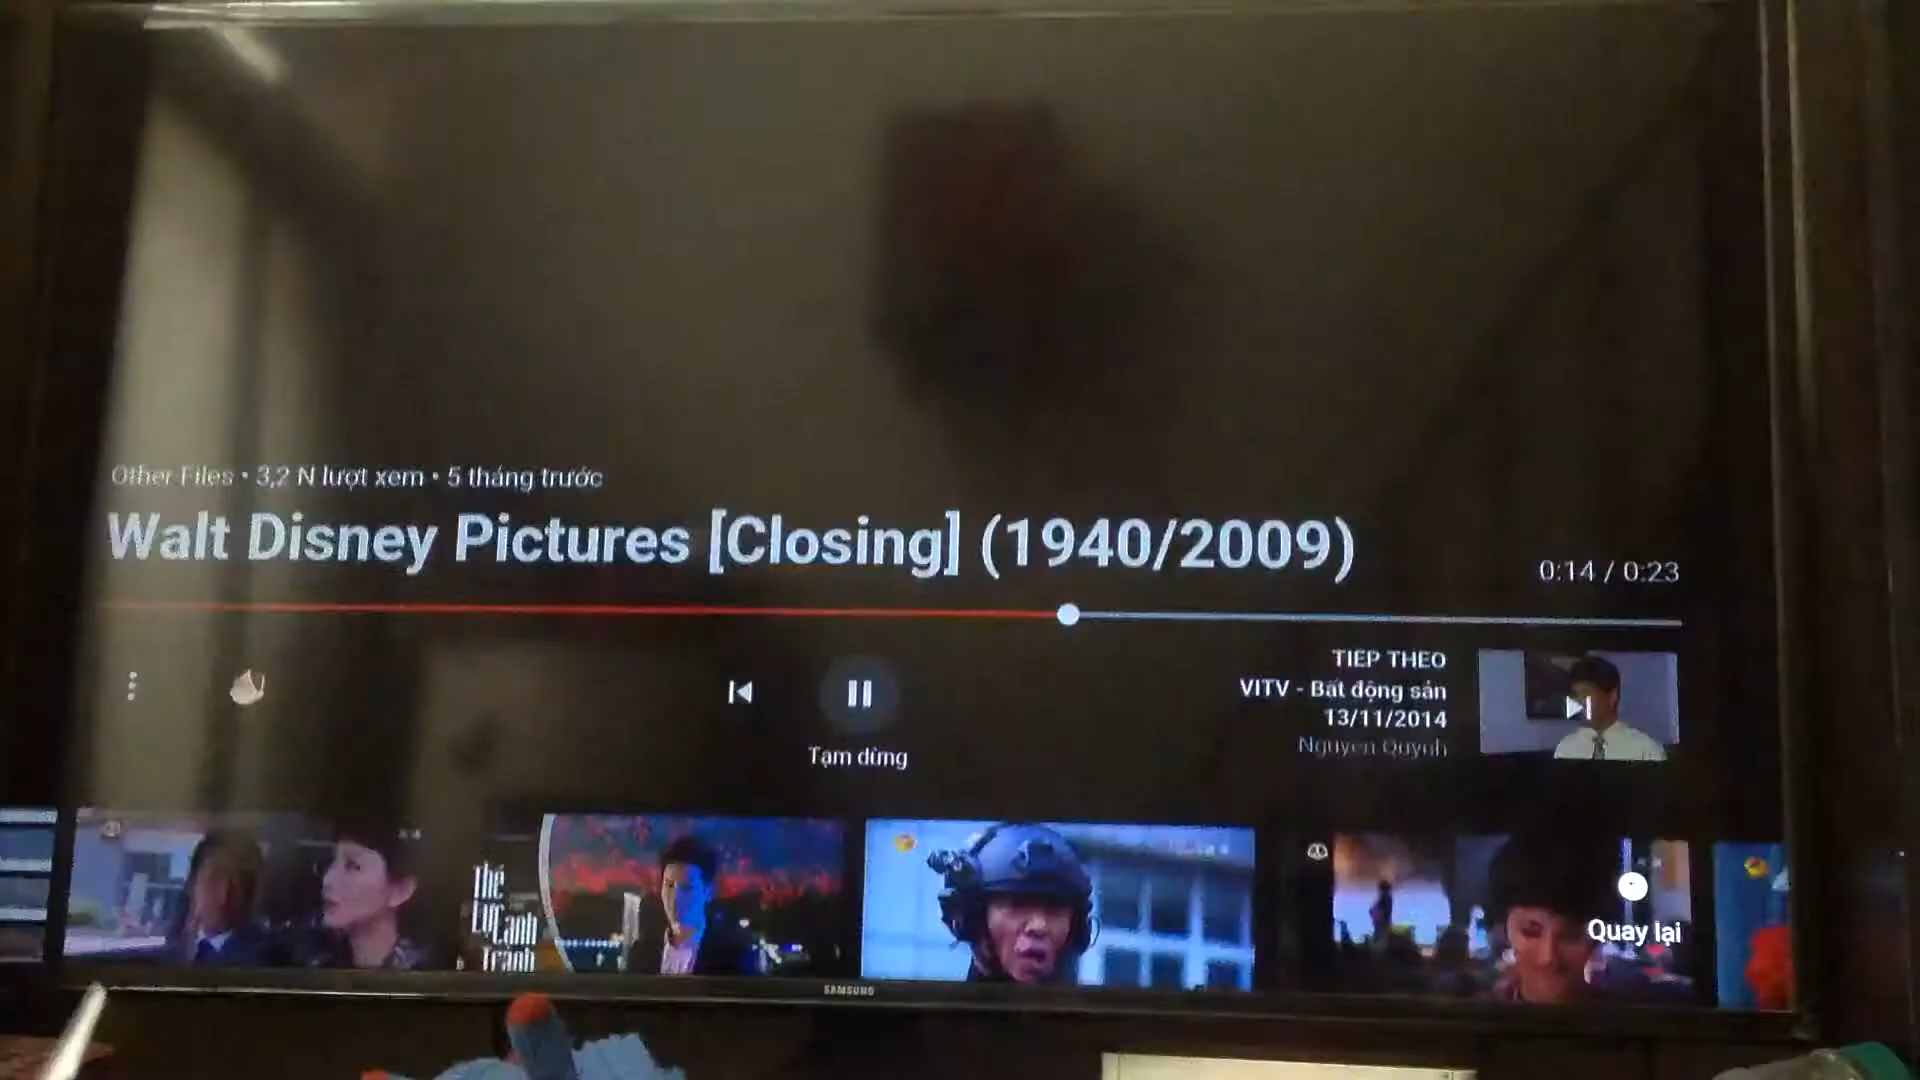 Other Files • 3,2 N lượt xem • 5 tháng trước
Walt Disney Pictures [Closing] (1940/2009)
0:14 / 0:23
TIẾP THEO
VITV - Bất động sản
13/11/2014
Nguyen Quynh
Tạm dừng
Quay lại
SAMSUNG